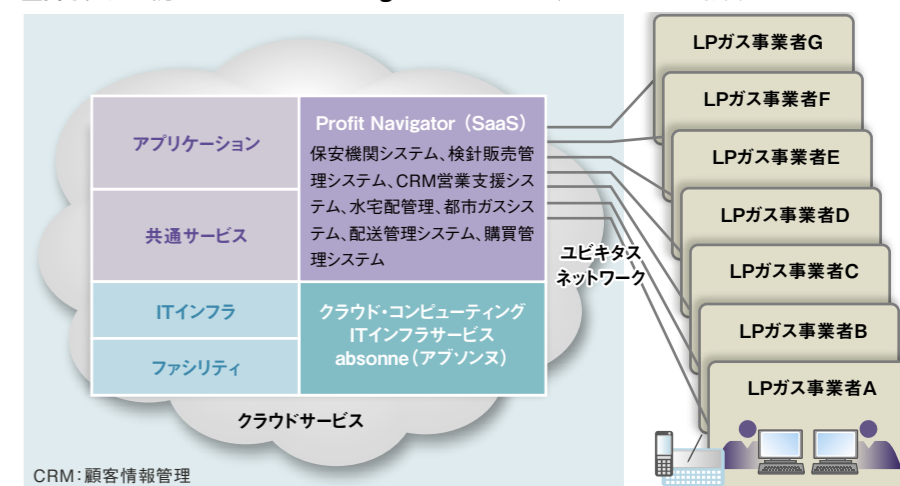 LPガス事業者G
LPガス事業者F
LPガス事業者E
LPガス事業者D
LPガス事業者C
LPガス事業者B
LPガス事業者A
アプリケーション
共通サービス
ITインフラ
ファシリティ
Profit Navigator（SaaS）
保安機関システム、検針販売管
理システム、CRM営業支援シス
テム、水宅配管理、都市ガスシス
テム、配送管理システム、購買管
理システム
クラウド・コンピューティング
ITインフラサービス
absonne（アブソンヌ）
ユビキタス
ネットワーク
クラウドサービス
CRM：顧客情報管理